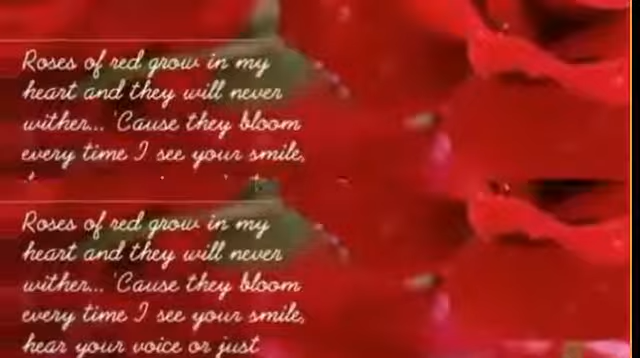 Roses of red grow in my
heart and they will never
wither... 'Cause they bloom
every time I see your smile,
Roses of red grow in my
heart and they will never
wither... 'Cause they bloom
every time I see your smile,
hear your voice or just